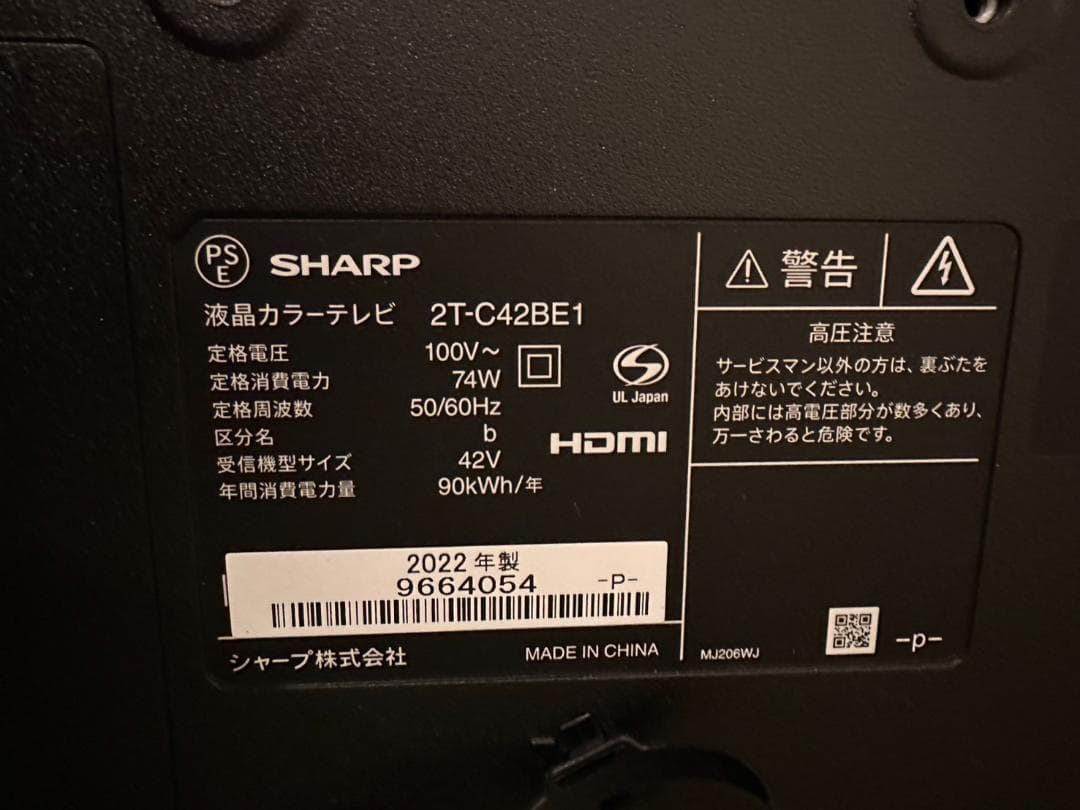 PS
E
SHARP
液晶カラーテレビ 2T-C42BE1
定格電圧 100V~
定格消費電力 74W
定格周波数 50/60Hz
区分名 b
受信機型サイズ 42V
年間消費電力量 90kWh/年
UL Japan
HDMI
2022年製
9664054 -P-
シャープ株式会社 MADE IN CHINA
警告
高圧注意
サービスマン以外の方は、裏ぶたを
あけないでください。
内部には高電圧部分が数多くあり、
万一さわると危険です。
MJ206WJ -p-